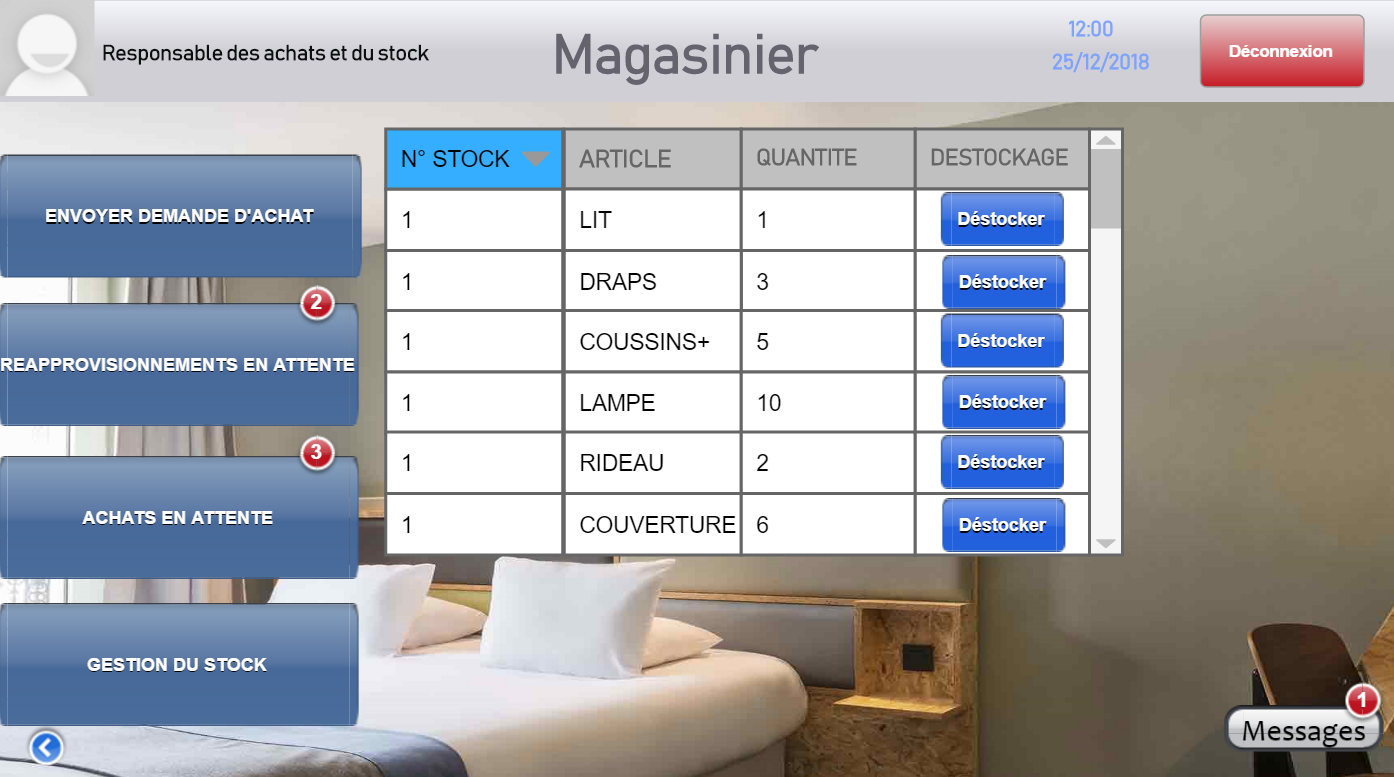 Responsable des achats et du stock
Magasinier
12:00
25/12/2018
Déconnexion
ENVOYER DEMANDE D'ACHAT
2
REAPPROVISIONNEMENTS EN ATTENTE
3
ACHATS EN ATTENTE
GESTION DU STOCK
N° STOCK ARTICLE QUANTITE DESTOCKAGE
1 LIT 1 Déstocker
1 DRAPS 3 Déstocker
1 COUSSINS+ 5 Déstocker
1 LAMPE 10 Déstocker
1 RIDEAU 2 Déstocker
1 COUVERTURE 6 Déstocker
1
Messages